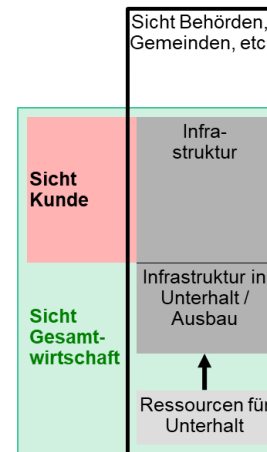 Sicht Behörden,
Gemeinden, etc
Infra-
struktur
Sicht
Kunde
Infrastruktur in
Unterhalt /
Ausbau
Sicht
Gesamt-
wirtschaft
Ressourcen für
Unterhalt